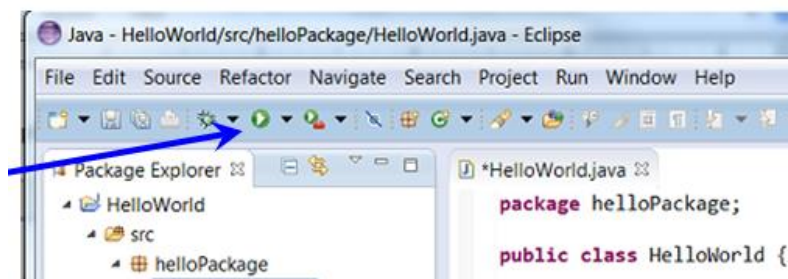 Java - HelloWorld/src/helloPackage/HelloWorld.java - Eclipse
File Edit Source Refactor Navigate Search Project Run Window Help
Package Explorer
*HelloWorld.java
HelloWorld
package helloPackage;
src
helloPackage
public class HelloWorld {